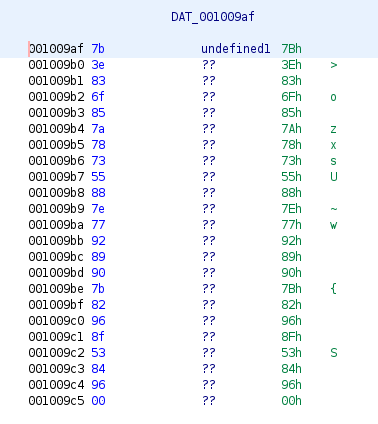 DAT_001009af
001009af 7b undefined1 7Bh
001009b0 3e ?? 3Eh >
001009b1 83 ?? 83h
001009b2 6f ?? 6Fh o
001009b3 85 ?? 85h
001009b4 7a ?? 7Ah z
001009b5 78 ?? 78h x
001009b6 73 ?? 73h s
001009b7 55 ?? 55h U
001009b8 88 ?? 88h
001009b9 7e ?? 7Eh ~
001009ba 77 ?? 77h w
001009bb 92 ?? 92h
001009bc 89 ?? 89h
001009bd 90 ?? 90h
001009be 7b ?? 7Bh {
001009bf 82 ?? 82h
001009c0 96 ?? 96h
001009c1 8f ?? 8Fh
001009c2 53 ?? 53h S
001009c3 84 ?? 84h
001009c4 96 ?? 96h
001009c5 00 ?? 00h